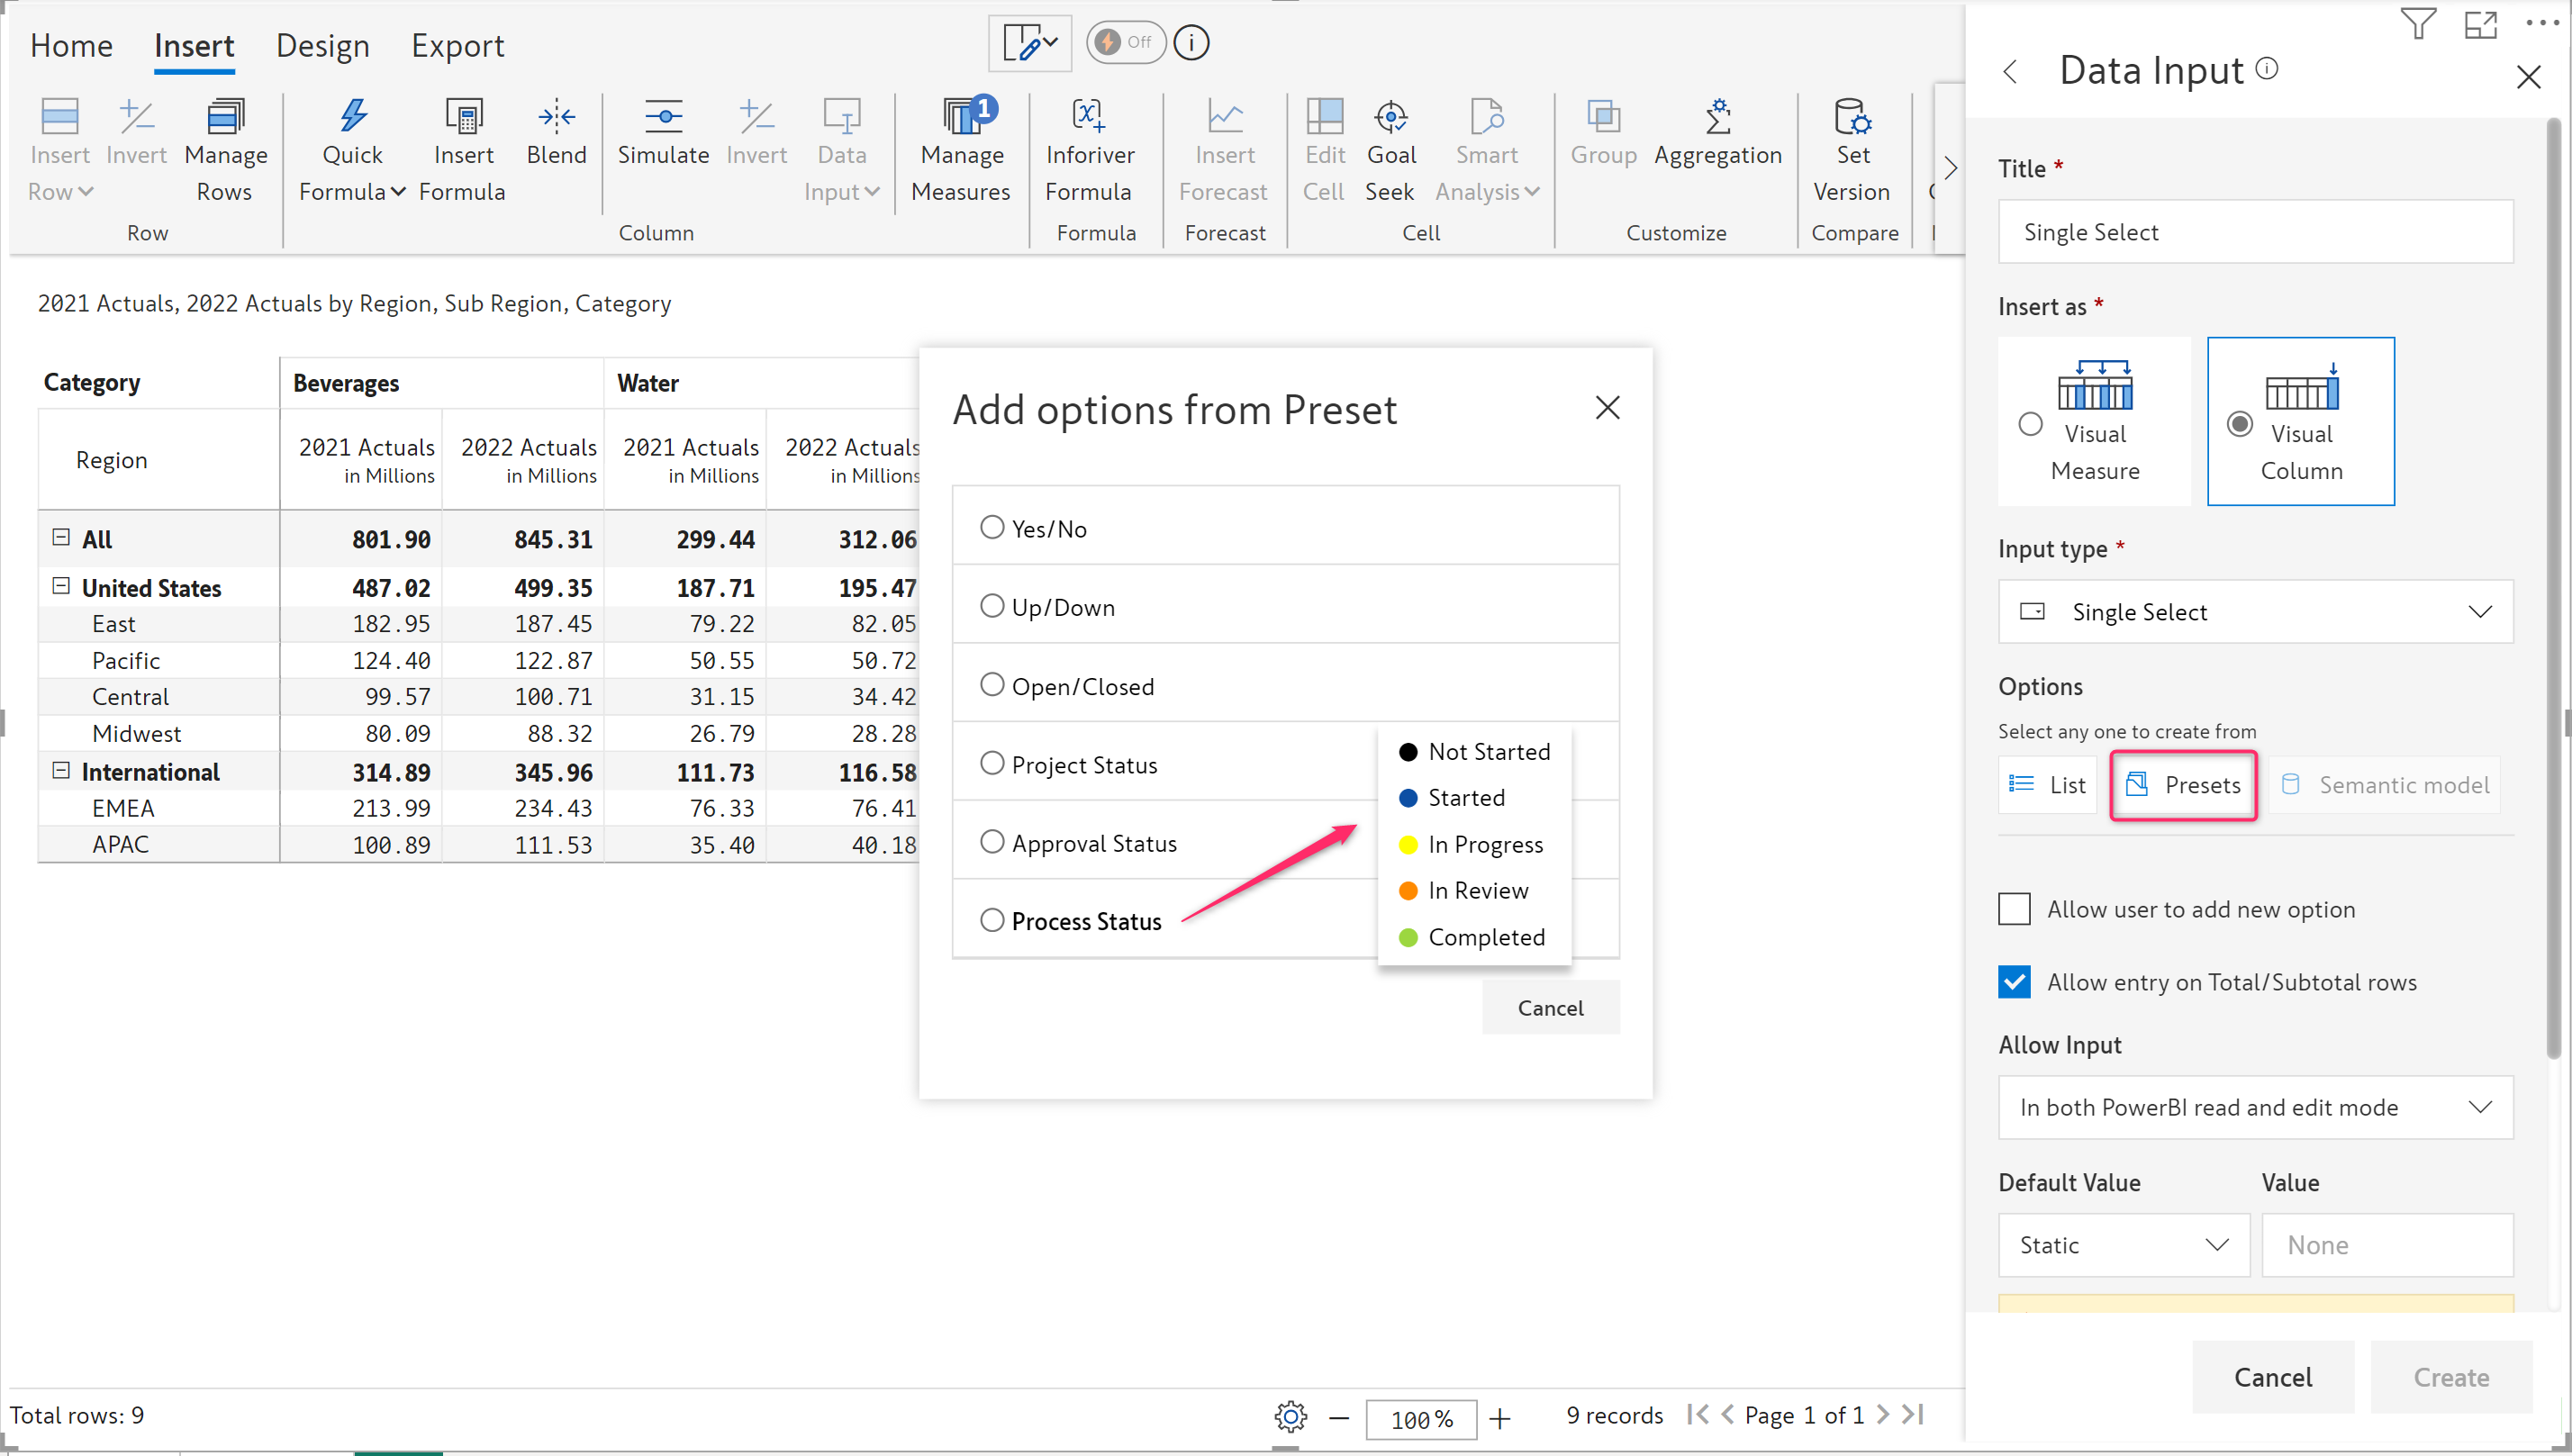 Home Insert Design Export
Off
Insert Row
Invert
Manage Rows
Row
Quick Formula
Insert Formula
Blend
Simulate
Invert
Data Input
Column
1
Manage Measures
Inforiver Formula
Formula
Insert Forecast
Forecast
Edit Cell
Goal Seek
Smart Analysis
Cell
Group
Aggregation
Customize
Set Version
Compare
2021 Actuals, 2022 Actuals by Region, Sub Region, Category
Category Beverages Water
Region 2021 Actuals 2022 Actuals 2021 Actuals 2022 Actuals
in Millions in Millions in Millions in Millions
All 801.90 845.31 299.44 312.06
United States 487.02 499.35 187.71 195.47
East 182.95 187.45 79.22 82.05
Pacific 124.40 122.87 50.55 50.72
Central 99.57 100.71 31.15 34.42
Midwest 80.09 88.32 26.79 28.28
International 314.89 345.96 111.73 116.58
EMEA 213.99 234.43 76.33 76.41
APAC 100.89 111.53 35.40 40.18
Add options from Preset
Yes/No
Up/Down
Open/Closed
Project Status
Approval Status
Process Status
Not Started
Started
In Progress
In Review
Completed
Cancel
Data Input
Title *
Single Select
Insert as *
Visual Measure
Visual Column
Input type *
Single Select
Options
Select any one to create from
List Presets Semantic model
Allow user to add new option
Allow entry on Total/Subtotal rows
Allow Input
In both PowerBI read and edit mode
Default Value Value
Static None
Cancel Create
Total rows: 9
100 %
9 records
Page 1 of 1